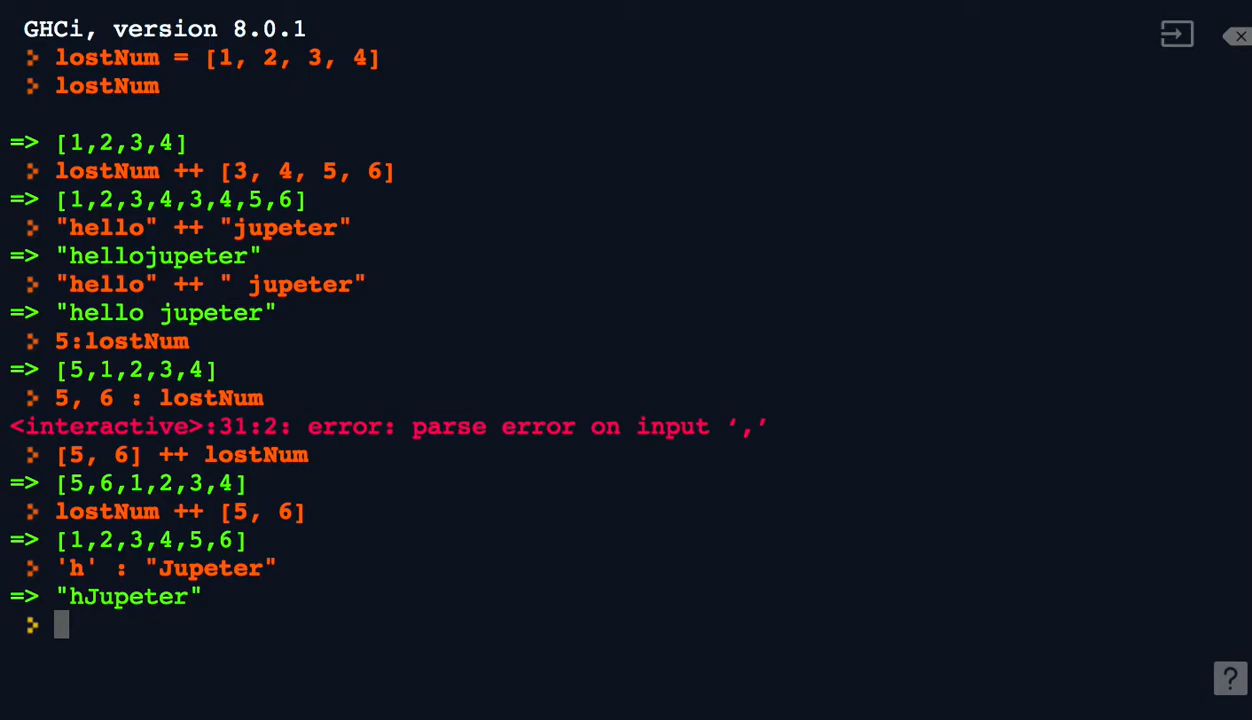 GHCi, version 8.0.1
lostNum = [1, 2, 3, 4]
lostNum
=> [1,2,3,4]
lostNum ++ [3, 4, 5, 6]
=> [1,2,3,4,3,4,5,6]
"hello" ++ "jupeter"
=> "hellojupeter"
"hello" ++ " jupeter"
=> "hello jupeter"
5:lostNum
=> [5,1,2,3,4]
5, 6 : lostNum
<interactive>:31:2: error: parse error on input ‘,’
[5, 6] ++ lostNum
=> [5,6,1,2,3,4]
lostNum ++ [5, 6]
=> [1,2,3,4,5,6]
'h' : "Jupeter"
=> "hJupeter"
?